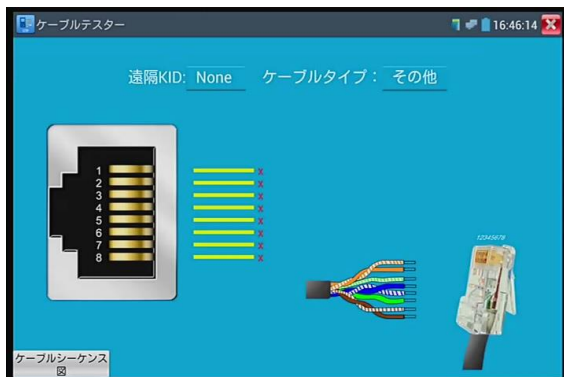 ケーブルテスター
16:46:14
遠隔KID: None ケーブルタイプ: その他
1 x
2 x
3 x
4 x
5 x
6 x
7 x
8 x
12345678
ケーブルシーケンス
図